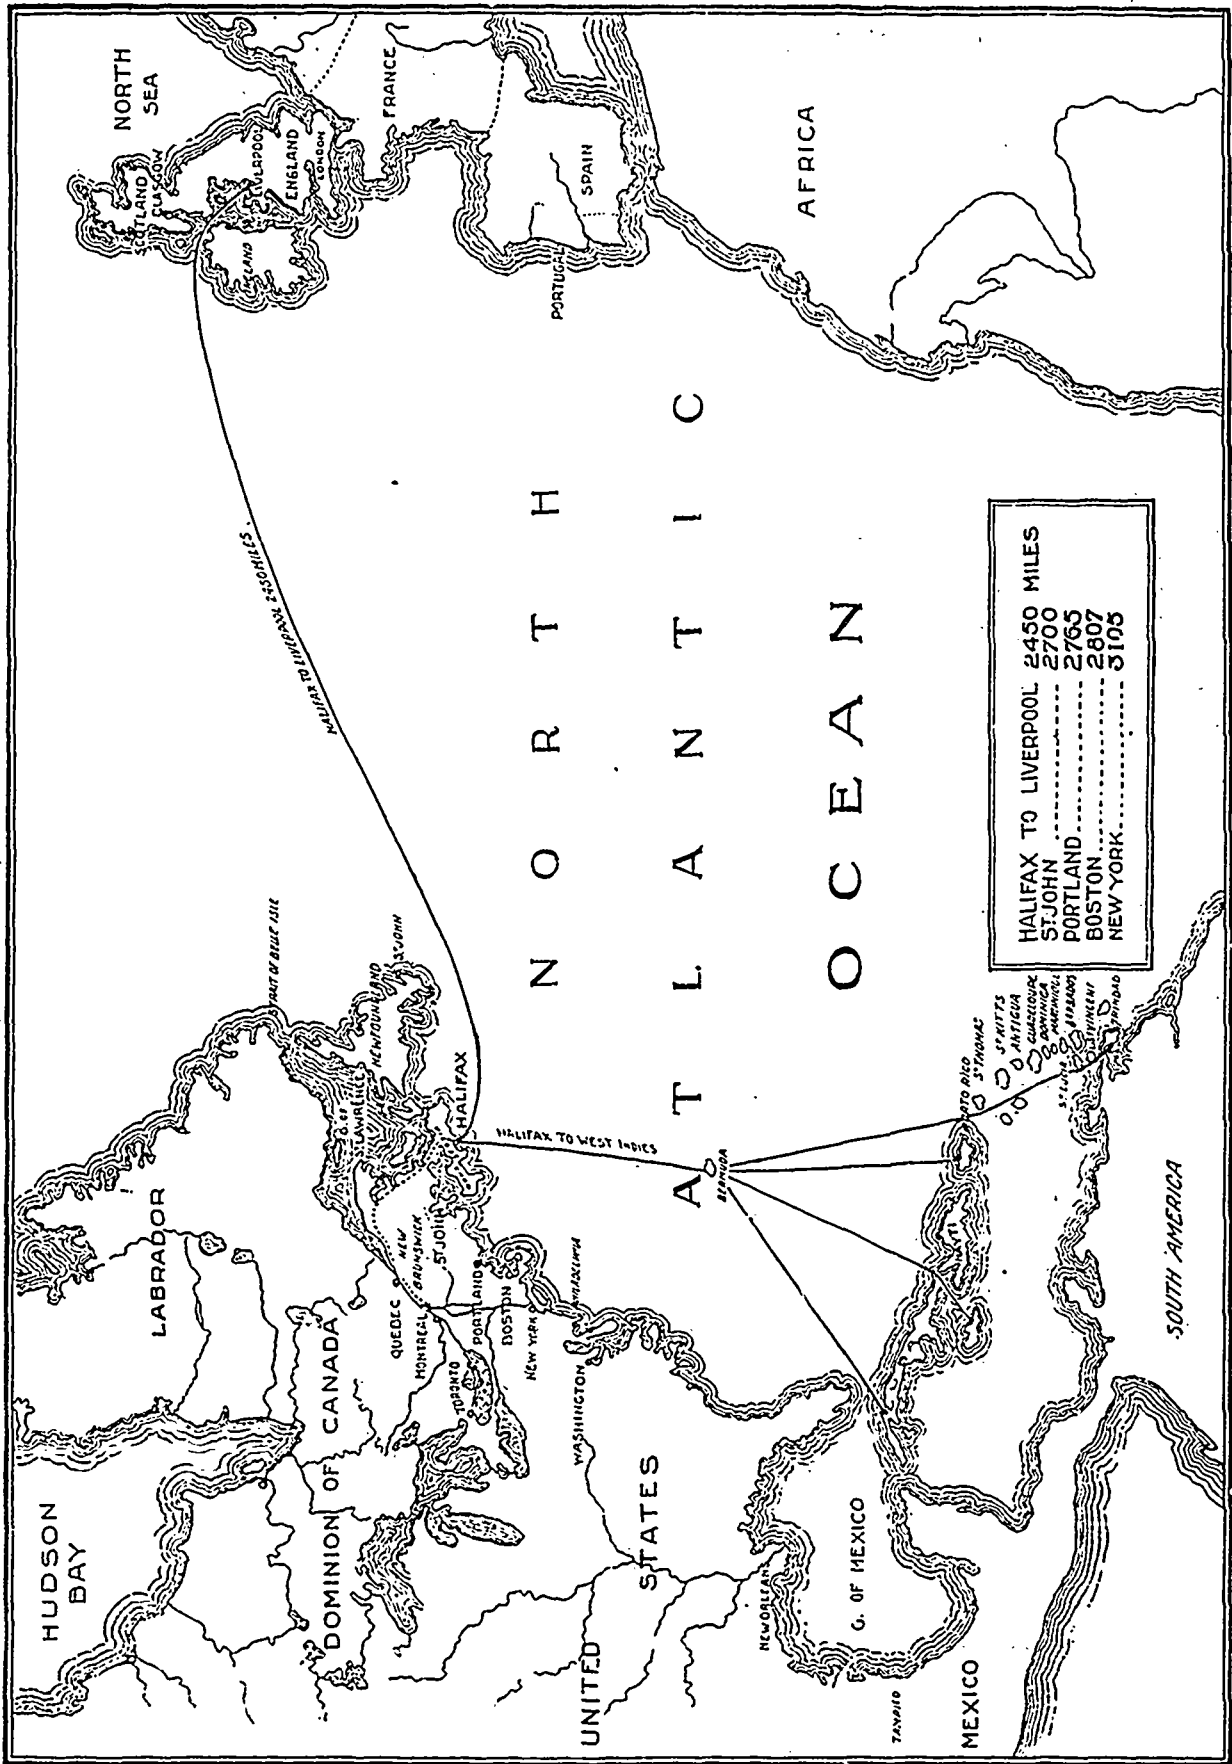 HUDSON
BAY
LABRADOR
NORTH
SEA
SCOTLAND
GLASGOW
IRELAND
LIVERPOOL
ENGLAND
LONDON
FRANCE
SPAIN
PORTUGAL
AFRICA
DOMINION OF CANADA
QUEBEC
MONTREAL
TORONTO
NEW
BRUNSWICK
ST JOHN
G. OF
ST LAWRENCE
NEWFOUNDLAND
ST JOHN
HALIFAX
HALIFAX TO LIVERPOOL 2450 MILES.
PORTLAND
BOSTON
NEW YORK
WASHINGTON
UNITED STATES
NORTH
ATLANTIC
OCEAN
HALIFAX TO WEST INDIES
BERMUDA
NEW ORLEANS
G. OF MEXICO
TAMPICO
MEXICO
HAYTI
ST THOMAS
ST KITTS
ANTIGUA
GUADELOUPE
DOMINICA
BARBADOS
TRINIDAD
SOUTH AMERICA
HALIFAX TO LIVERPOOL 2450 MILES
ST. JOHN 2700
PORTLAND 2765
BOSTON 2807
NEW YORK 3105